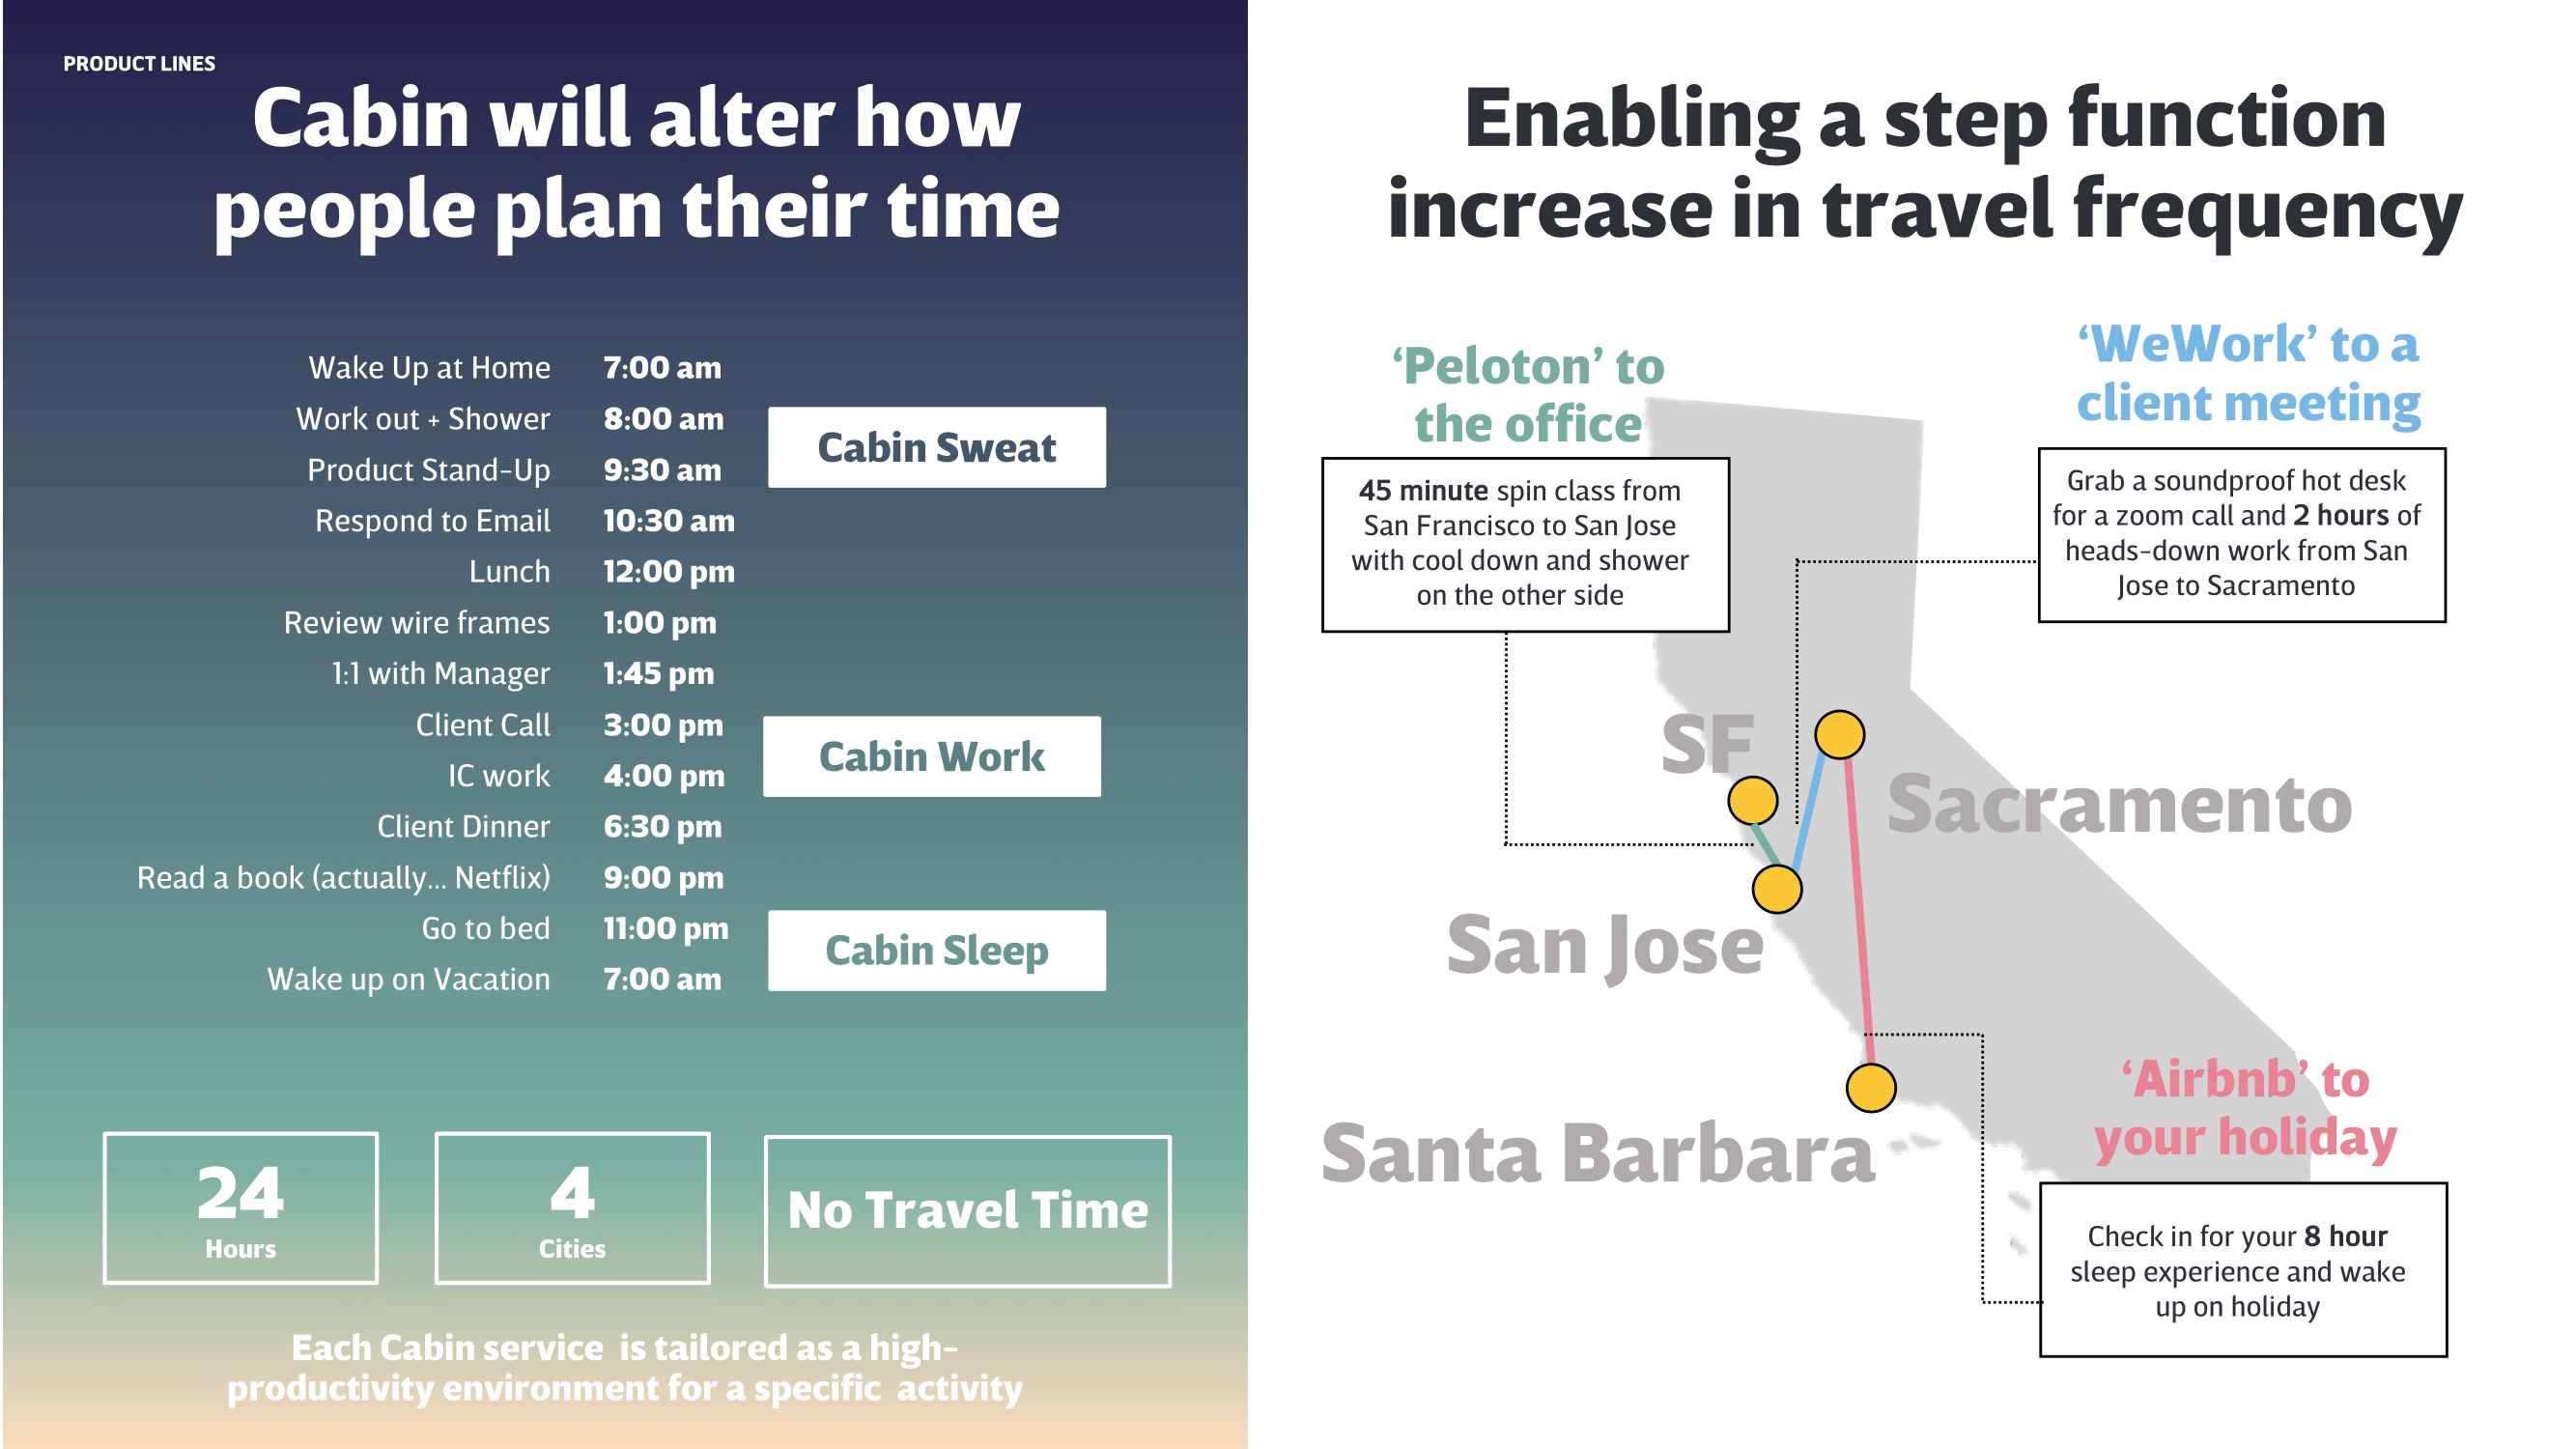 PRODUCT LINES
Cabin will alter how
people plan their time
Wake Up at Home 7:00 am
Work out + Shower 8:00 am
Cabin Sweat
Product Stand-Up 9:30 am
Respond to Email 10:30 am
Lunch 12:00 pm
Review wire frames 1:00 pm
1:1 with Manager 1:45 pm
Client Call 3:00 pm
Cabin Work
IC work 4:00 pm
Client Dinner 6:30 pm
Read a book (actually... Netflix) 9:00 pm
Go to bed 11:00 pm
Cabin Sleep
Wake up on Vacation 7:00 am
24
Hours
4
Cities
No Travel Time
Each Cabin service  is tailored as a high-
productivity environment for a specific  activity
Enabling a step function
increase in travel frequency
‘Peloton’ to
the office
45 minute spin class from
San Francisco to San Jose
with cool down and shower
on the other side
‘WeWork’ to a
client meeting
Grab a soundproof hot desk
for a zoom call and 2 hours of
heads-down work from San
Jose to Sacramento
SF
Sacramento
San Jose
Santa Barbara
‘Airbnb’ to
your holiday
Check in for your 8 hour
sleep experience and wake
up on holiday